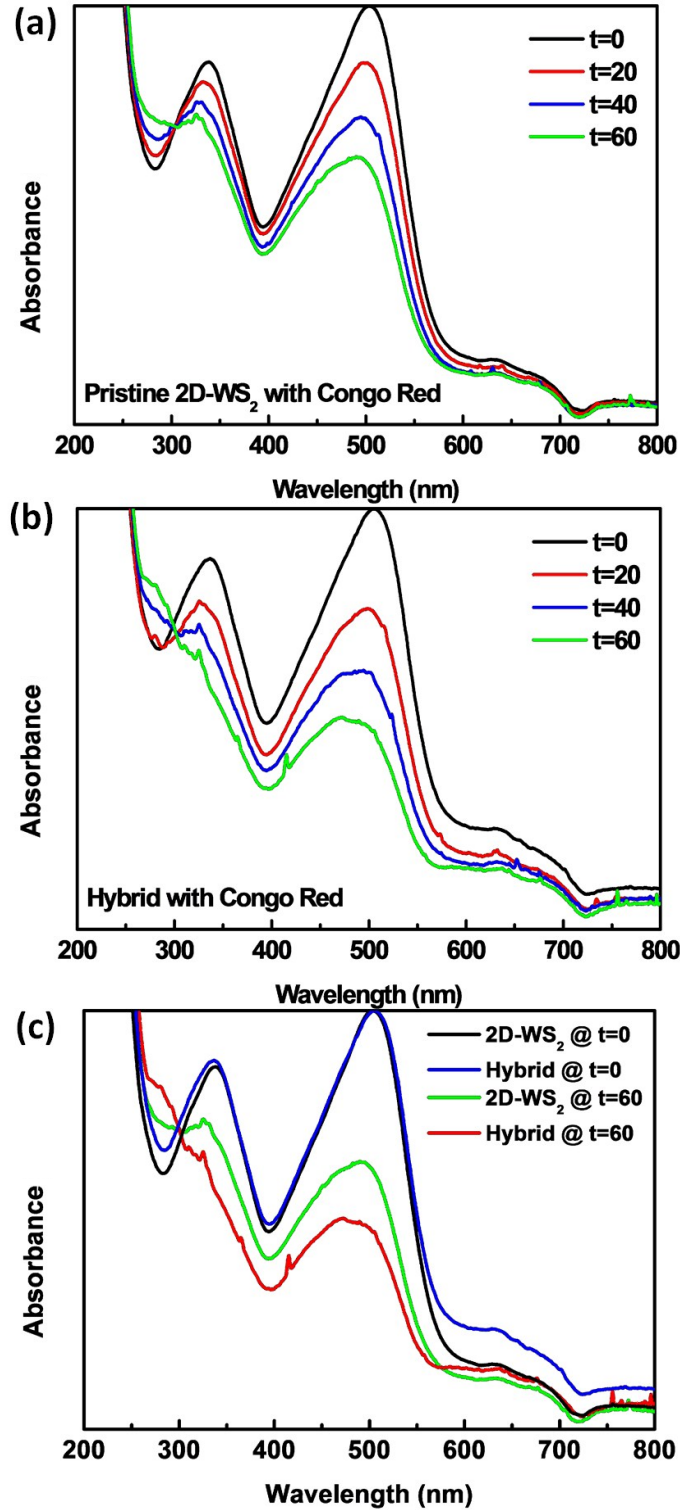 (a)
t=0
t=20
t=40
t=60
Absorbance
Pristine 2D-WS₂ with Congo Red
200 300 400 500 600 700 800
Wavelength (nm)
(b)
t=0
t=20
t=40
t=60
Absorbance
Hybrid with Congo Red
200 300 400 500 600 700 800
Wavelength (nm)
(c)
2D-WS₂ @ t=0
Hybrid @ t=0
2D-WS₂ @ t=60
Hybrid @ t=60
Absorbance
200 300 400 500 600 700 800
Wavelength (nm)